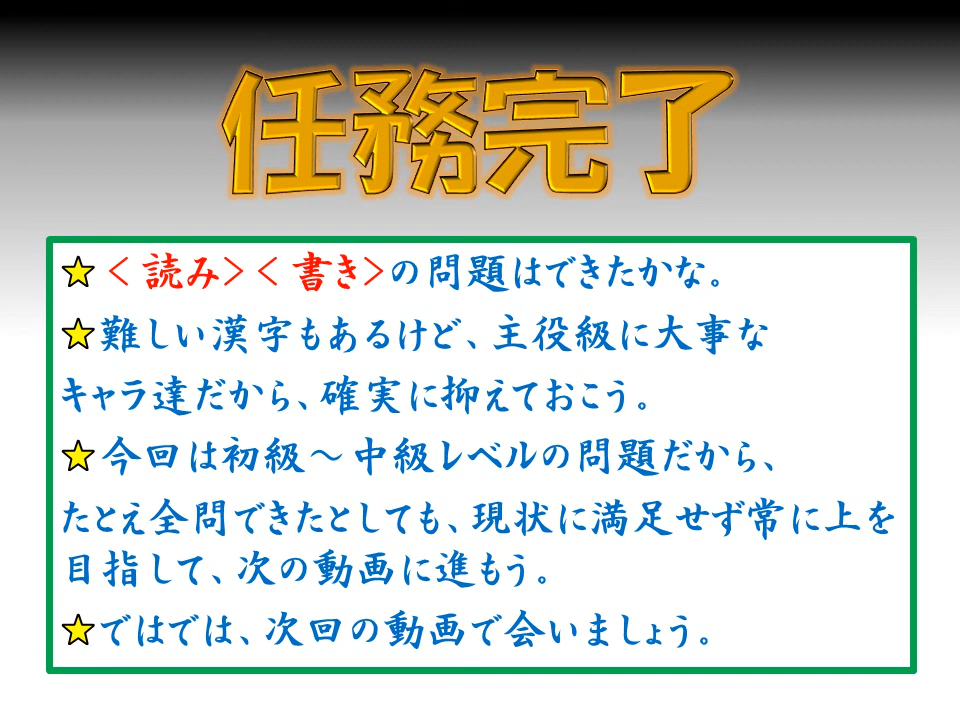 任務完了
★<読み><書き>の問題はできたかな。
★難しい漢字もあるけど、主役級に大事な
キャラ達だから、確実に抑えておこう。
★今回は初級～中級レベルの問題だから、
たとえ全問できたとしても、現状に満足せず常に上を
目指して、次の動画に進もう。
★ではでは、次回の動画で会いましょう。